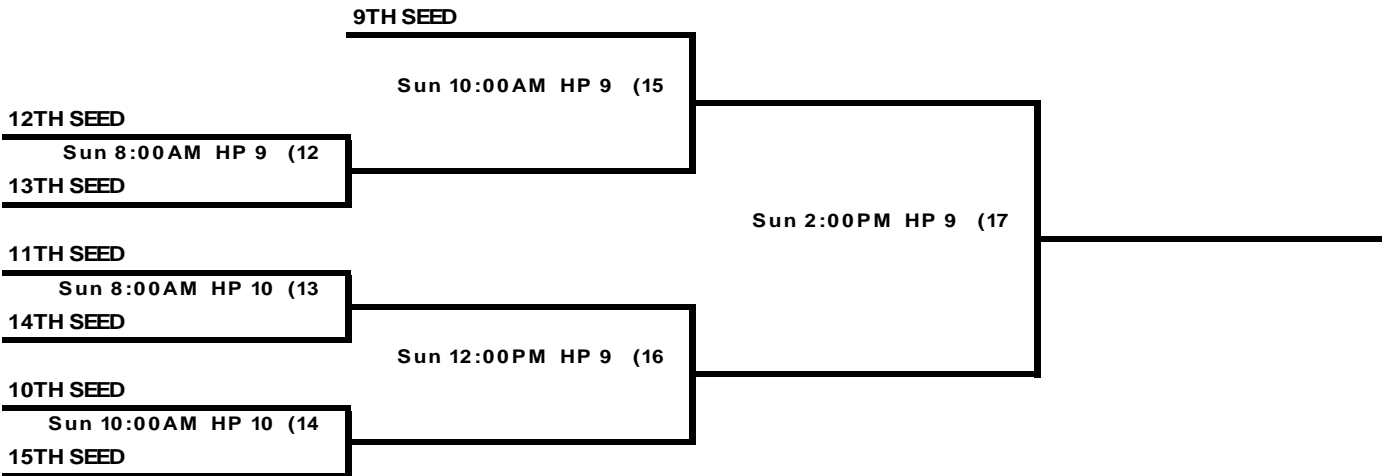 9TH SEED
Sun 10:00AM HP 9 (15
12TH SEED
Sun 8:00AM HP 9 (12
13TH SEED
Sun 2:00PM HP 9 (17
11TH SEED
Sun 8:00AM HP 10 (13
14TH SEED
Sun 12:00PM HP 9 (16
10TH SEED
Sun 10:00AM HP 10 (14
15TH SEED